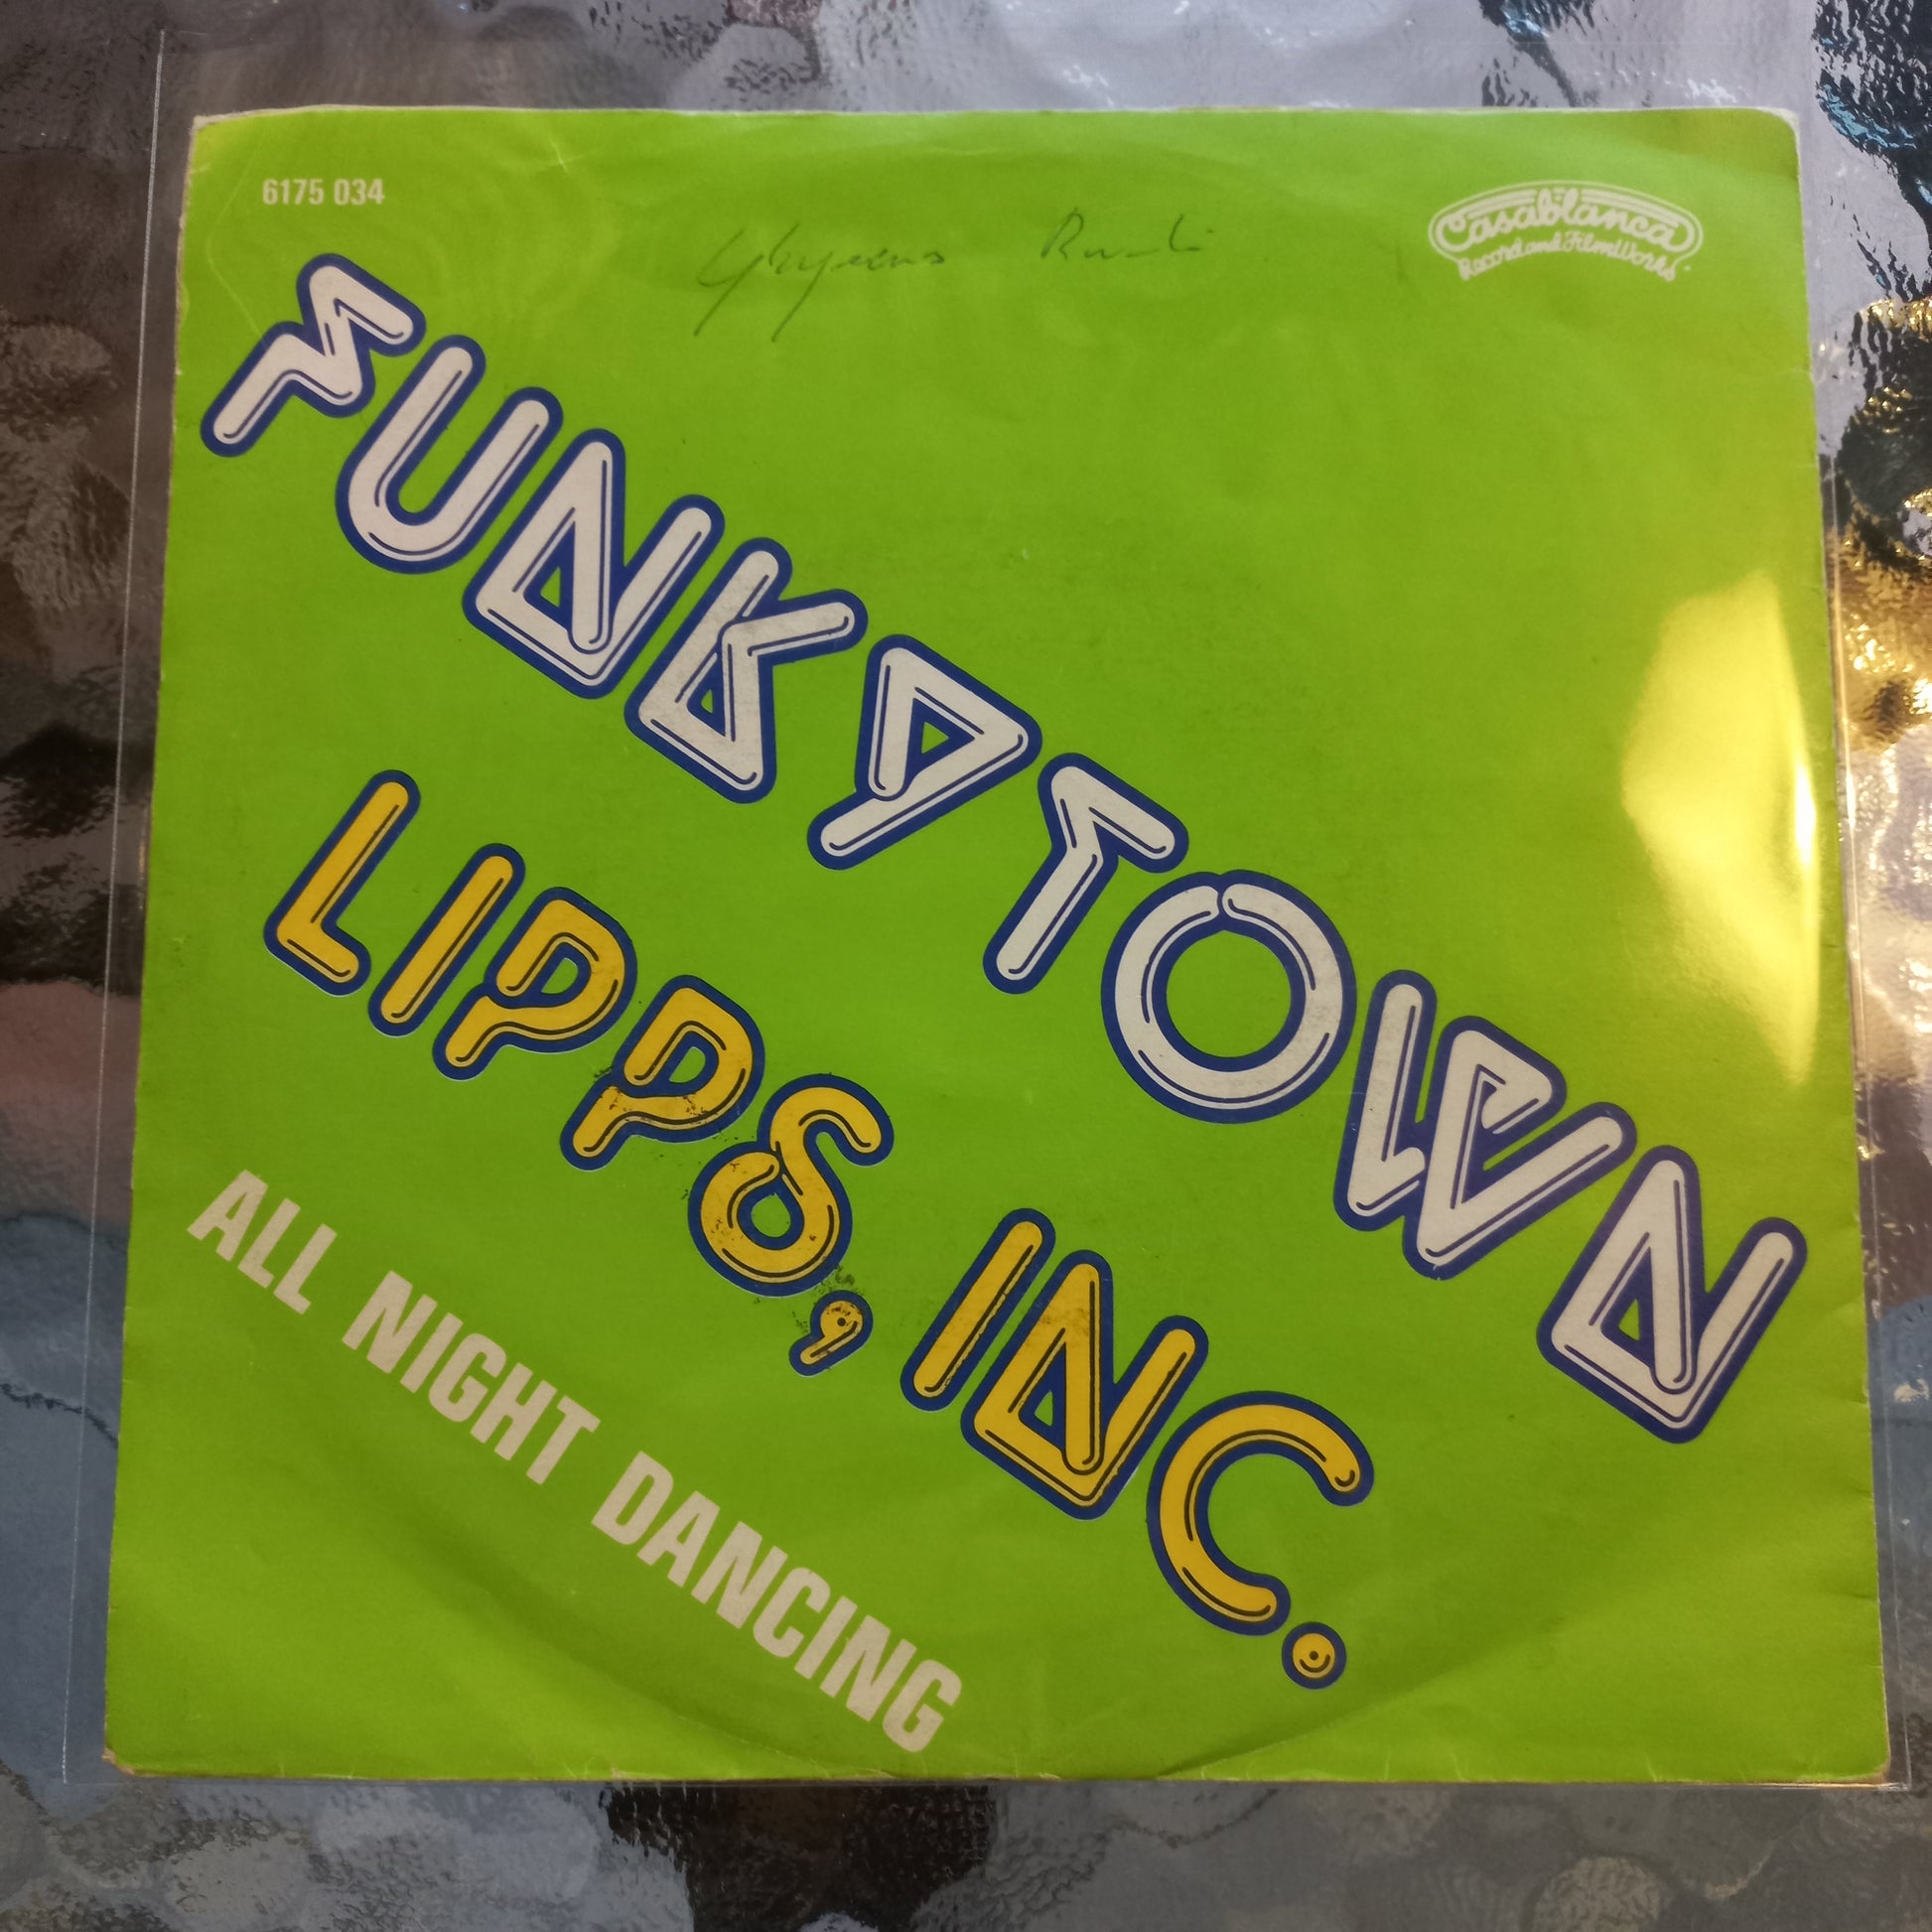 6175 034
Casablanca
Record and FilmWorks
FUNKYTOWN
LIPPS, INC.
ALL NIGHT DANCING